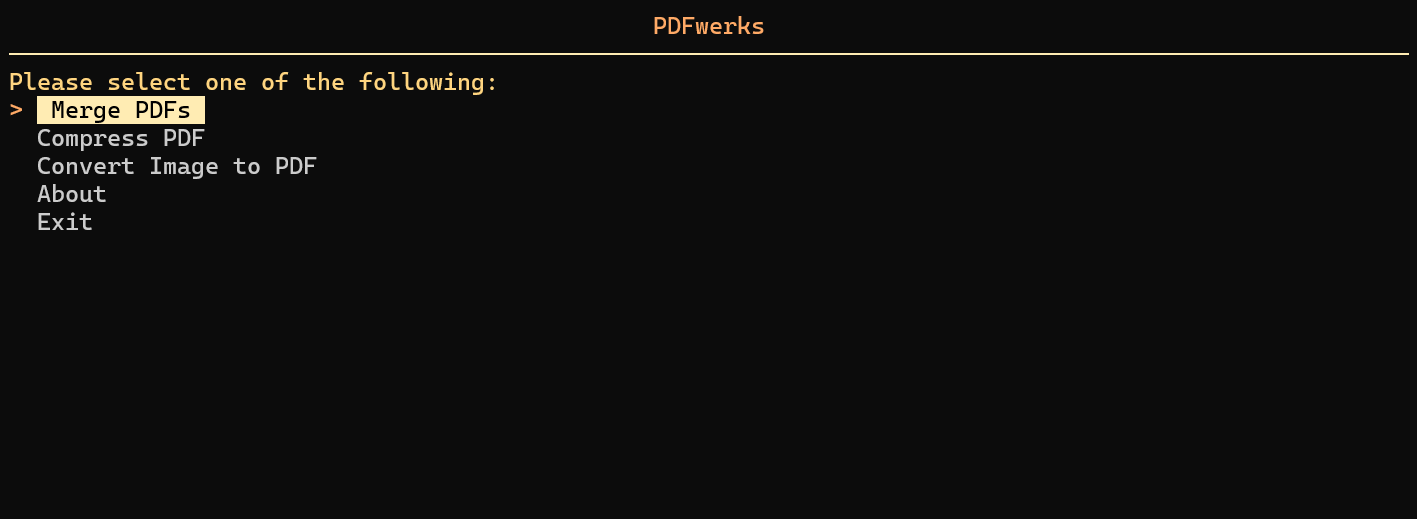 PDFwerks
Please select one of the following:
> Merge PDFs
Compress PDF
Convert Image to PDF
About
Exit